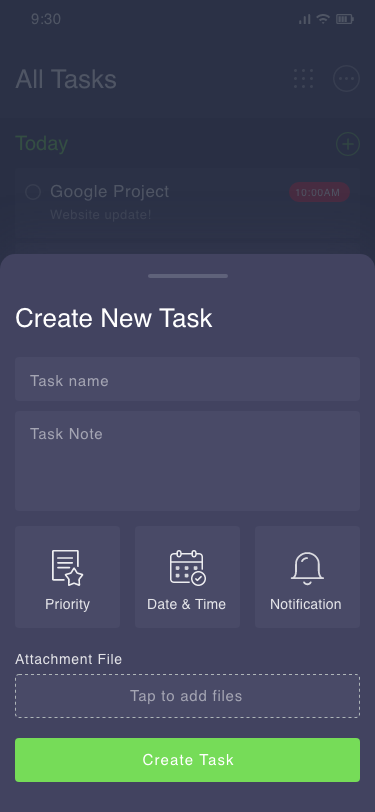 9:30
All Tasks
Today
Google Project
10:00AM
Website update!
Create New Task
Task name
Task Note
Priority
Date & Time
Notification
Attachment File
Tap to add files
Create Task